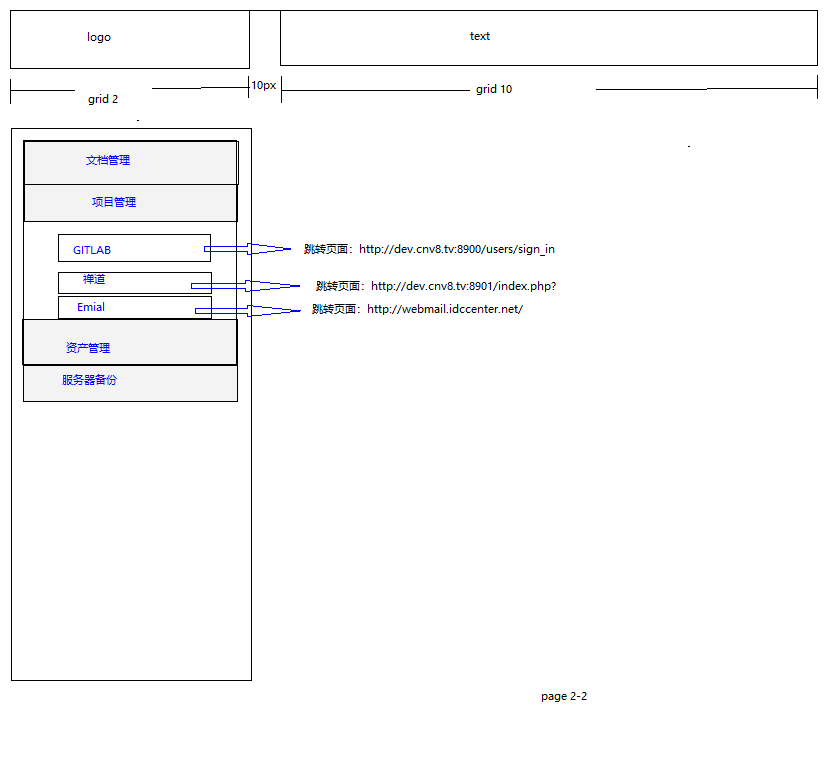 logo
text
grid 2
10px
grid 10
文档管理
项目管理
GITLAB
跳转页面：http://dev.cnv8.tv:8900/users/sign_in
禅道
跳转页面：http://dev.cnv8.tv:8901/index.php?
Emial
跳转页面：http://webmail.idccenter.net/
资产管理
服务器备份
page 2-2